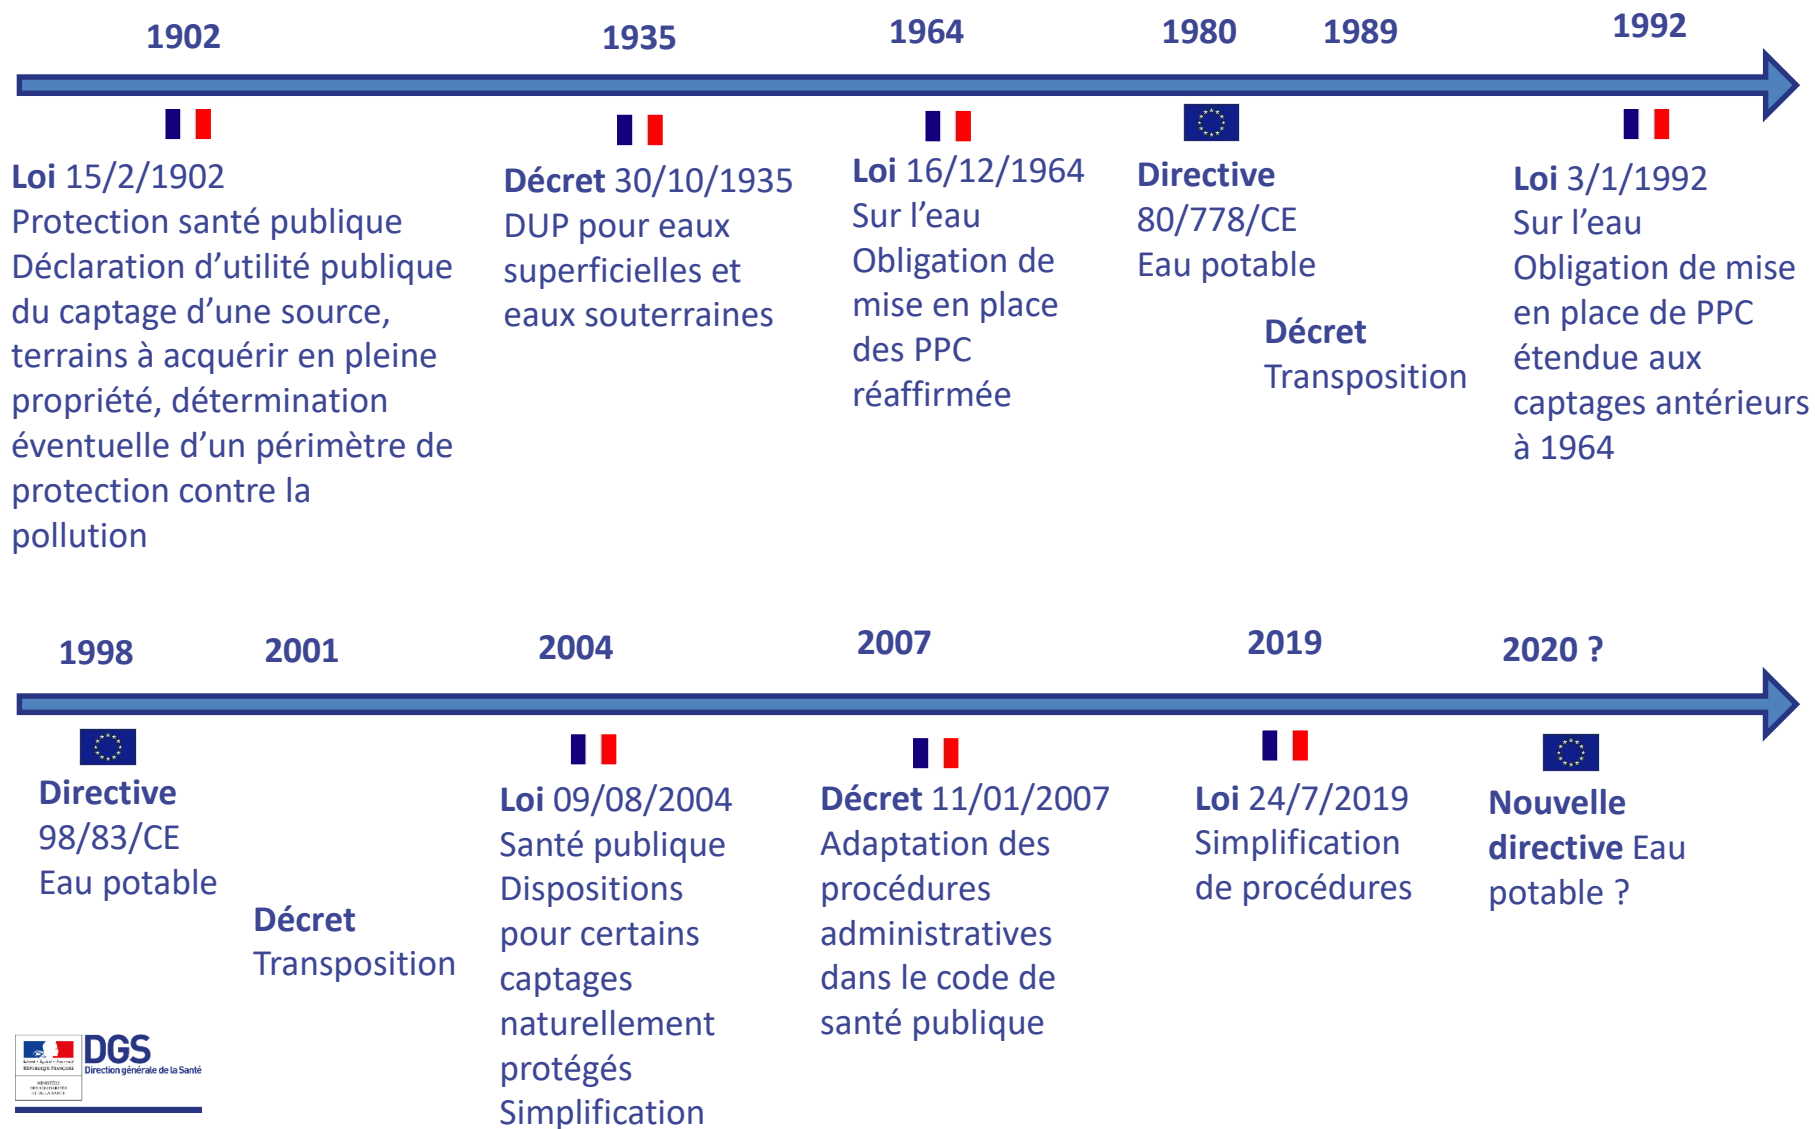 1902
1935
1964
1980
1989
1992
Loi 15/2/1902
Protection santé publique
Déclaration d’utilité publique
du captage d’une source,
terrains à acquérir en pleine
propriété, détermination
éventuelle d’un périmètre de
protection contre la
pollution
Décret 30/10/1935
DUP pour eaux
superficielles et
eaux souterraines
Loi 16/12/1964
Sur l’eau
Obligation de
mise en place
des PPC
réaffirmée
Directive
80/778/CE
Eau potable
Décret
Transposition
Loi 3/1/1992
Sur l’eau
Obligation de mise
en place de PPC
étendue aux
captages antérieurs
à 1964
1998
2001
2004
2007
2019
2020 ?
Directive
98/83/CE
Eau potable
Décret
Transposition
Loi 09/08/2004
Santé publique
Dispositions
pour certains
captages
naturellement
protégés
Simplification
Décret 11/01/2007
Adaptation des
procédures
administratives
dans le code de
santé publique
Loi 24/7/2019
Simplification
de procédures
Nouvelle
directive Eau
potable ?
DGS
Direction générale de la Santé
RÉPUBLIQUE FRANÇAISE